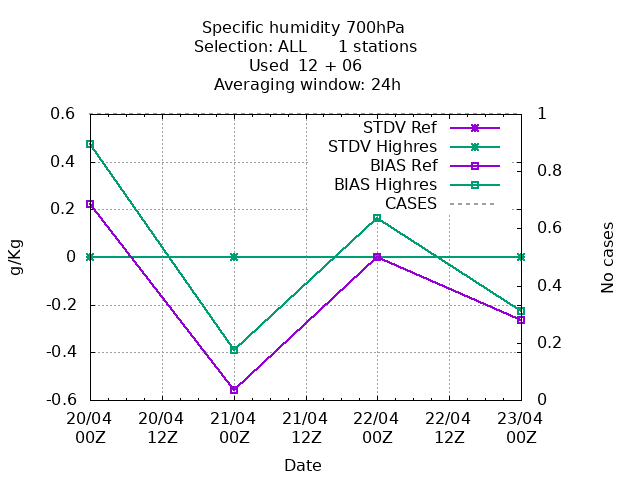 Specific humidity 700hPa
Selection: ALL      1 stations
Used  12 + 06
Averaging window: 24h
STDV Ref
STDV Highres
BIAS Ref
BIAS Highres
CASES
g/Kg
0.6
0.4
0.2
0
-0.2
-0.4
-0.6
No cases
1
0.8
0.6
0.4
0.2
0
20/04 20/04 21/04 21/04 22/04 22/04 23/04
00Z 12Z 00Z 12Z 00Z 12Z 00Z
Date